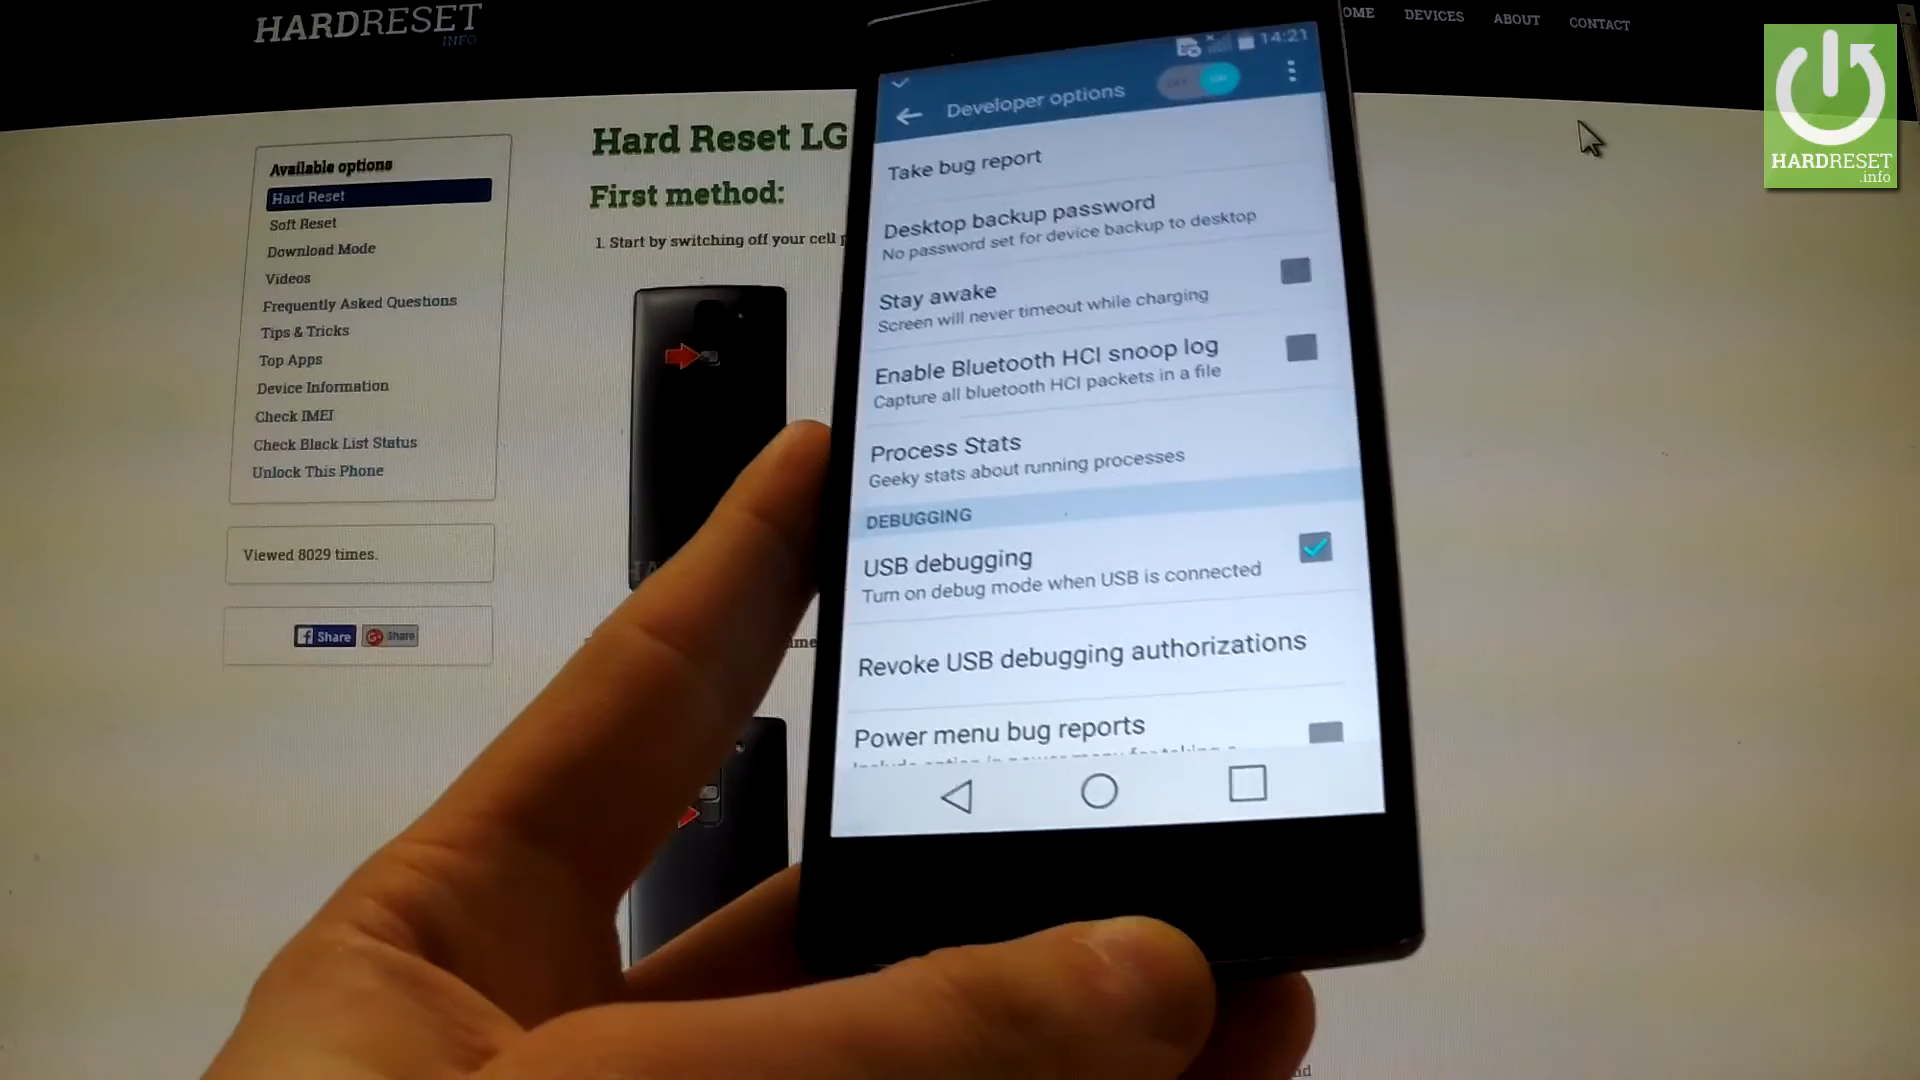 HARDRESET
INFO
DEVICES
ABOUT
CONTACT
HARDRESET
.info
Available options
Hard Reset
Soft Reset
Download Mode
Videos
Frequently Asked Questions
Tips & Tricks
Top Apps
Device Information
Check IMEI
Check Black List Status
Unlock This Phone
Viewed 8029 times.
Share
Share
Hard Reset LG
First method:
1. Start by switching off your cell
14:21
Developer options
OFF
ON
Take bug report
Desktop backup password
No password set for device backup to desktop
Stay awake
Screen will never timeout while charging
Enable Bluetooth HCI snoop log
Capture all bluetooth HCI packets in a file
Process Stats
Geeky stats about running processes
DEBUGGING
USB debugging
Turn on debug mode when USB is connected
Revoke USB debugging authorizations
Power menu bug reports